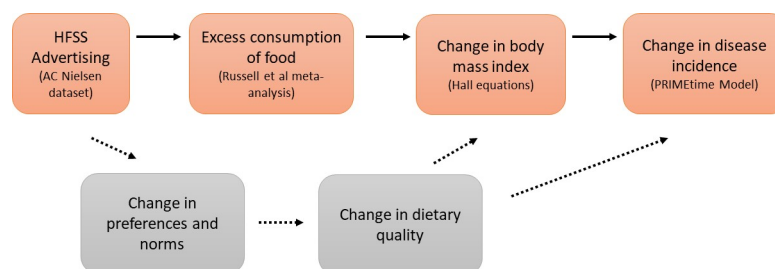 HFSS
Advertising
(AC Nielsen
dataset)
Excess consumption
of food
(Russell et al meta-
analysis)
Change in body
mass index
(Hall equations)
Change in disease
incidence
(PRIMEtime Model)
Change in
preferences and
norms
Change in dietary
quality